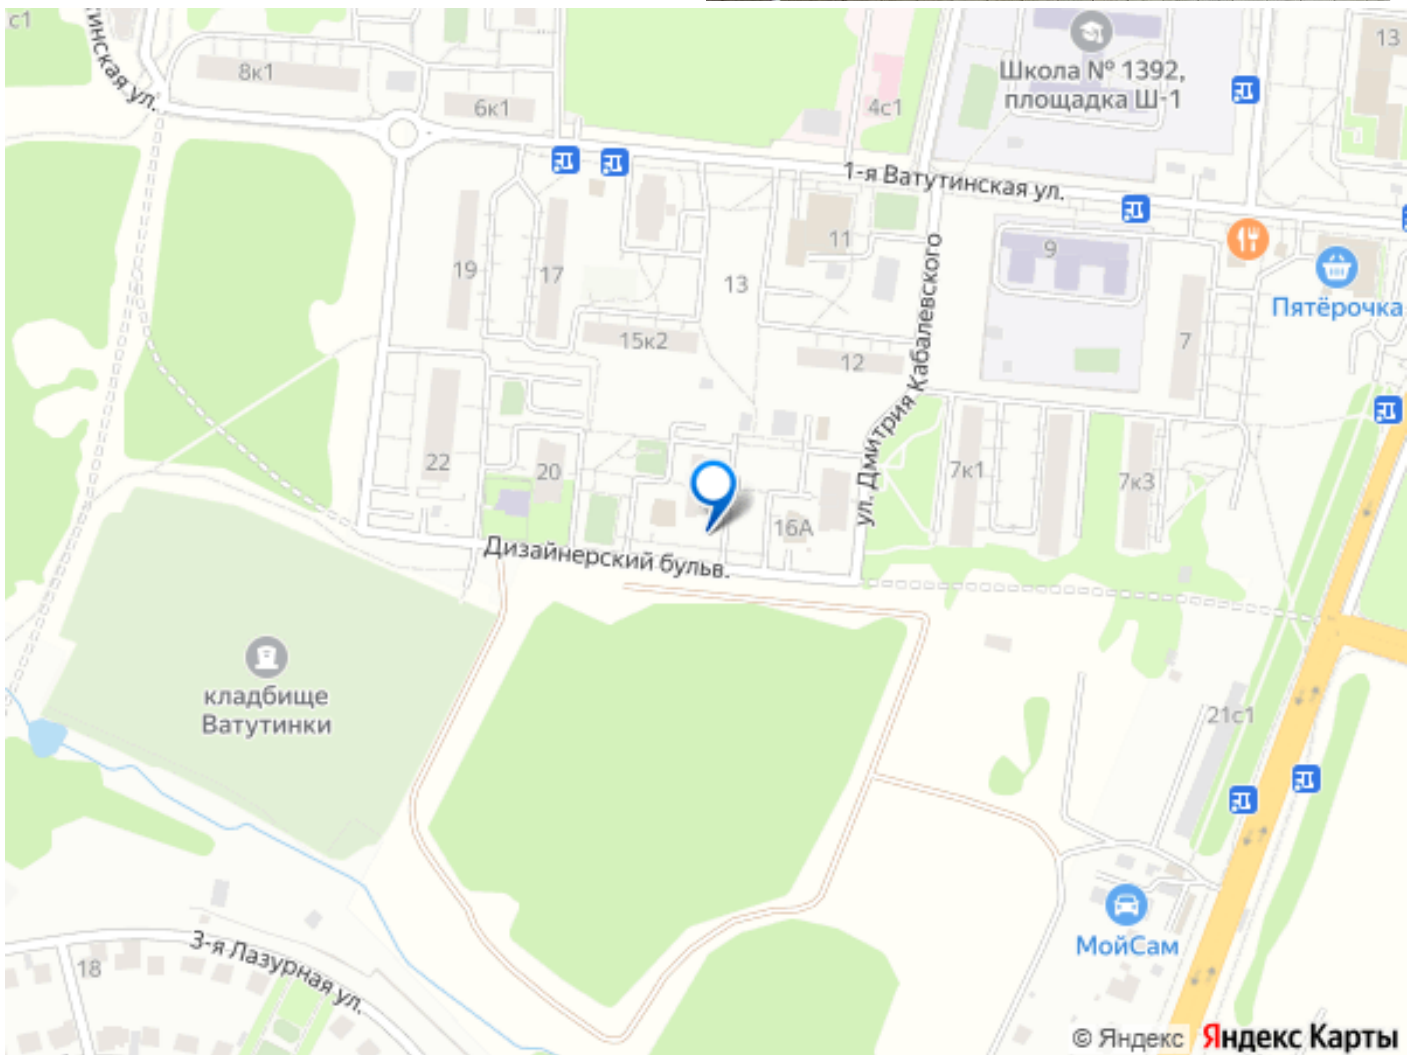 с1
тинская ул.
8к1
6к1
4с1
Школа № 1392,
площадка Ш-1
13
1-я Ватутинская ул.
11
9
19
17
13
Пятёрочка
15к2
12
7
ул. Дмитрия Кабалевского
22
20
7к1
7к3
16А
Дизайнерский бульв.
кладбище
Ватутинки
21с1
МойСам
3-я Лазурная ул.
18
© Яндекс Яндекс Карты